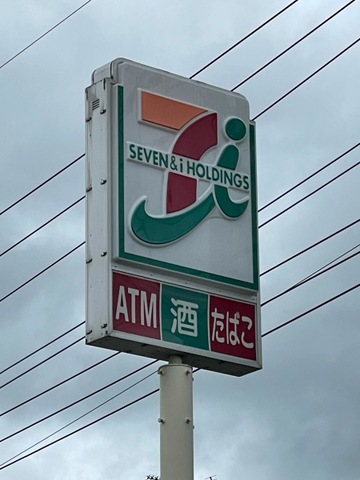 SEVEN & i HOLDINGS
ATM 酒 たばこ